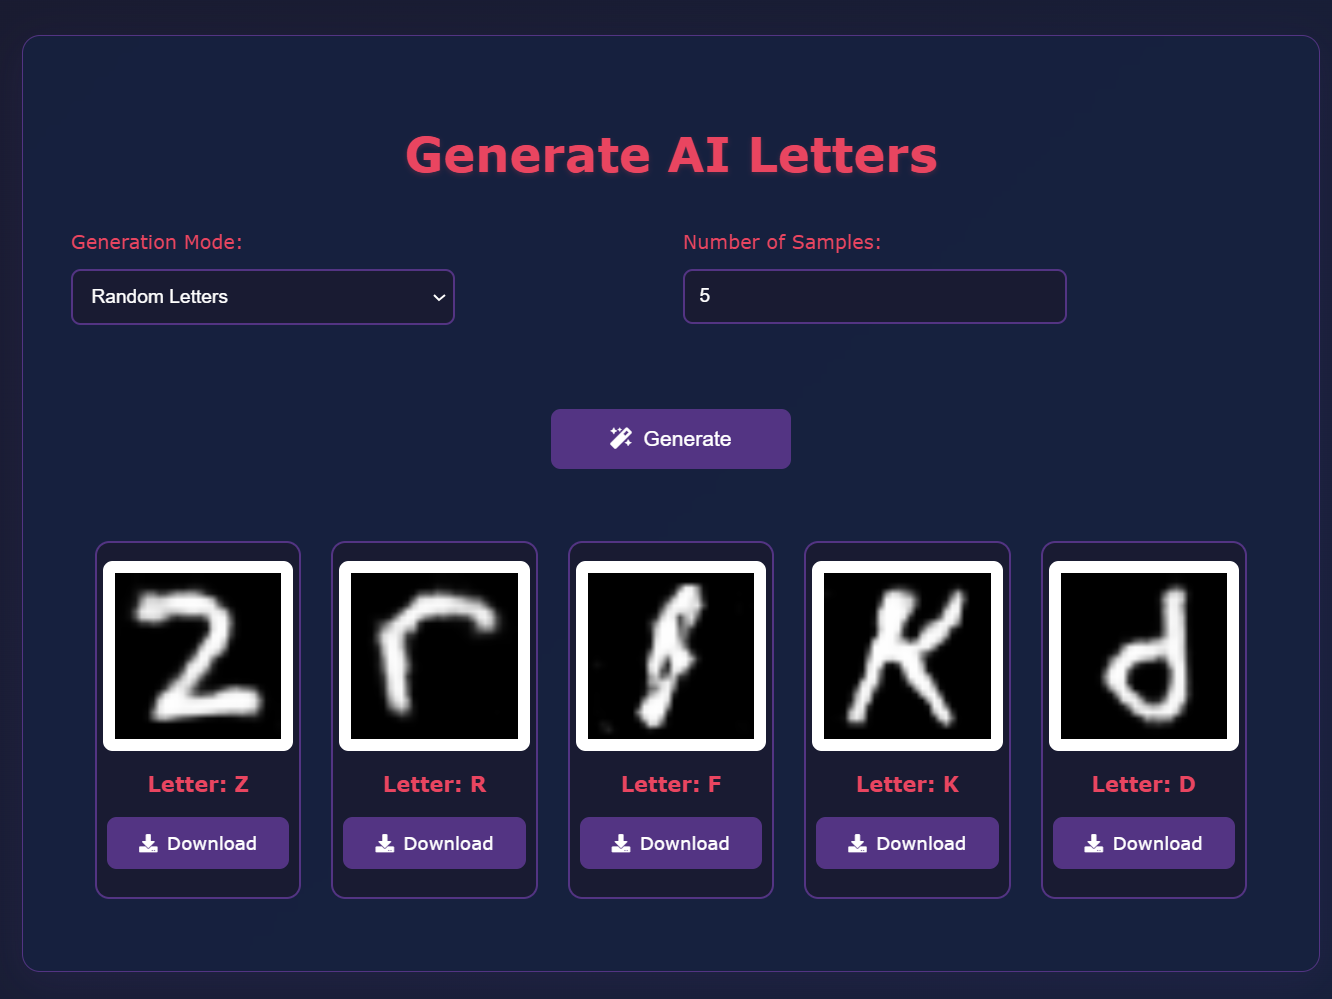 Generate AI Letters
Generation Mode:
Number of Samples:
Random Letters
5
Generate
Z r K d
Letter: Z
Letter: R
Letter: F
Letter: K
Letter: D
Download
Download
Download
Download
Download